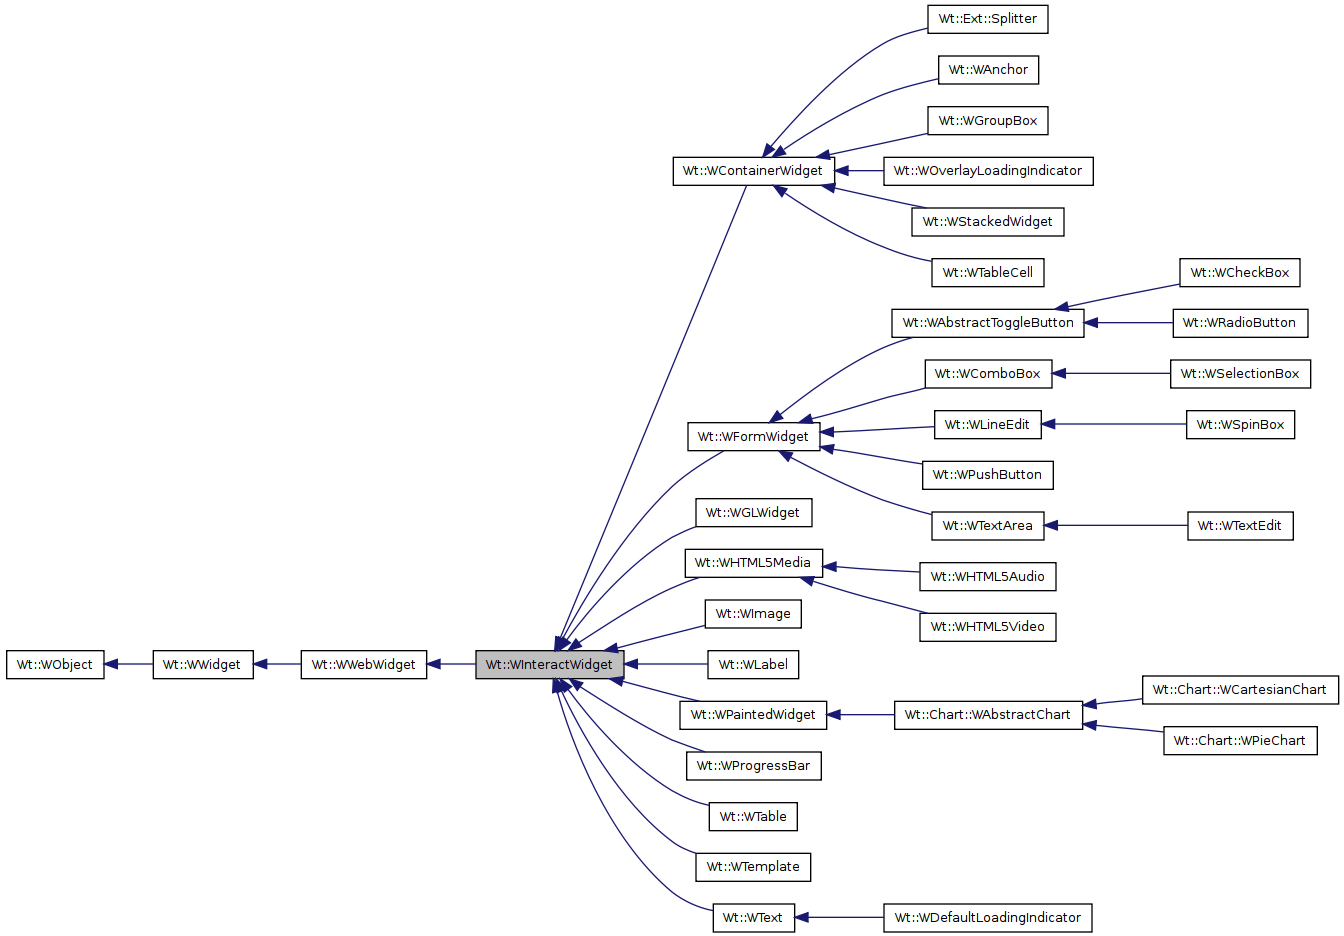 Wt::Ext::Splitter
Wt::WAnchor
Wt::WGroupBox
Wt::WContainerWidget
Wt::WOverlayLoadingIndicator
Wt::WStackedWidget
Wt::WTableCell
Wt::WCheckBox
Wt::WAbstractToggleButton
Wt::WRadioButton
Wt::WComboBox
Wt::WSelectionBox
Wt::WLineEdit
Wt::WSpinBox
Wt::WFormWidget
Wt::WPushButton
Wt::WGLWidget
Wt::WTextArea
Wt::WTextEdit
Wt::WHTML5Media
Wt::WHTML5Audio
Wt::WImage
Wt::WHTML5Video
Wt::WObject
Wt::WWidget
Wt::WWebWidget
Wt::WInteractWidget
Wt::WLabel
Wt::Chart::WCartesianChart
Wt::WPaintedWidget
Wt::Chart::WAbstractChart
Wt::Chart::WPieChart
Wt::WProgressBar
Wt::WTable
Wt::WTemplate
Wt::WText
Wt::WDefaultLoadingIndicator